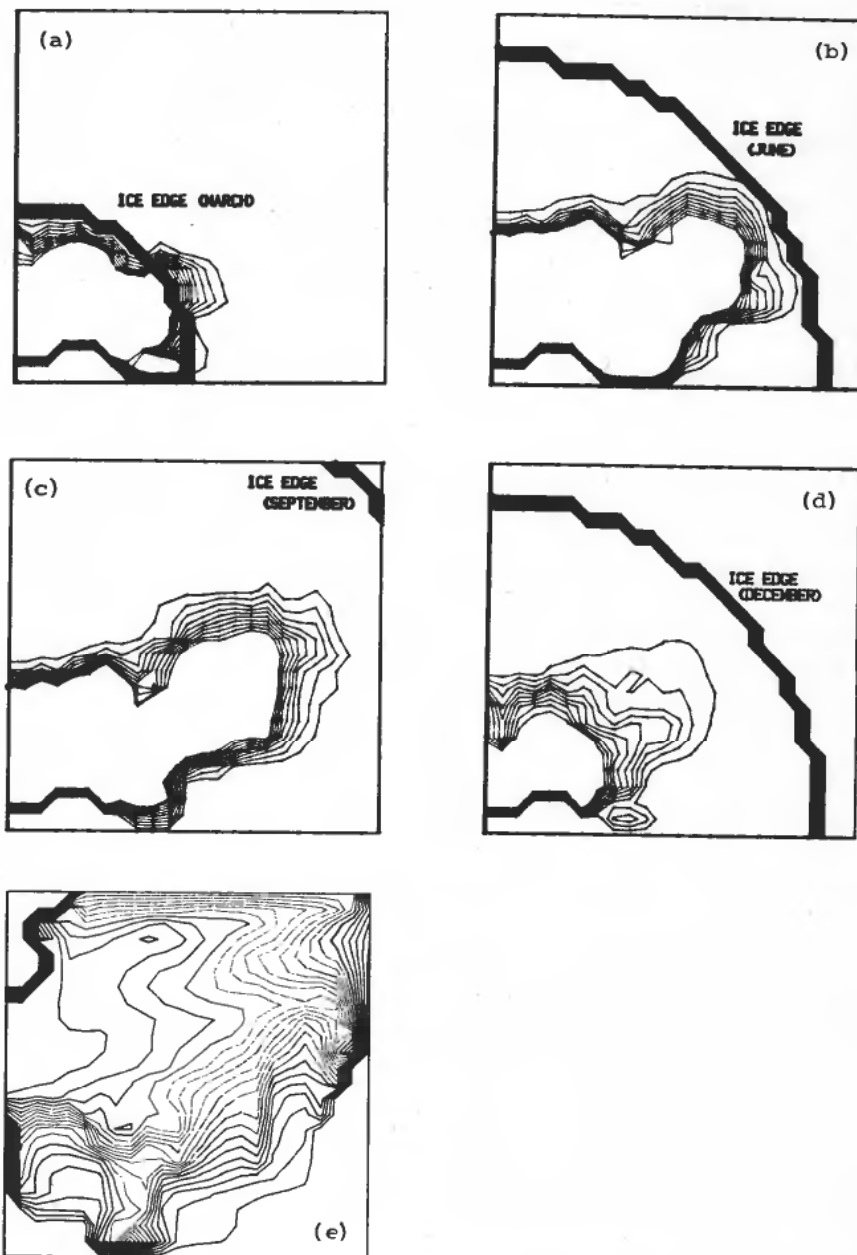 (a)
ICE EDGE (MARCH)
(b)
ICE EDGE
(JUNE)
(c)
ICE EDGE
(SEPTEMBER)
(d)
ICE EDGE
(DECEMBER)
(e)